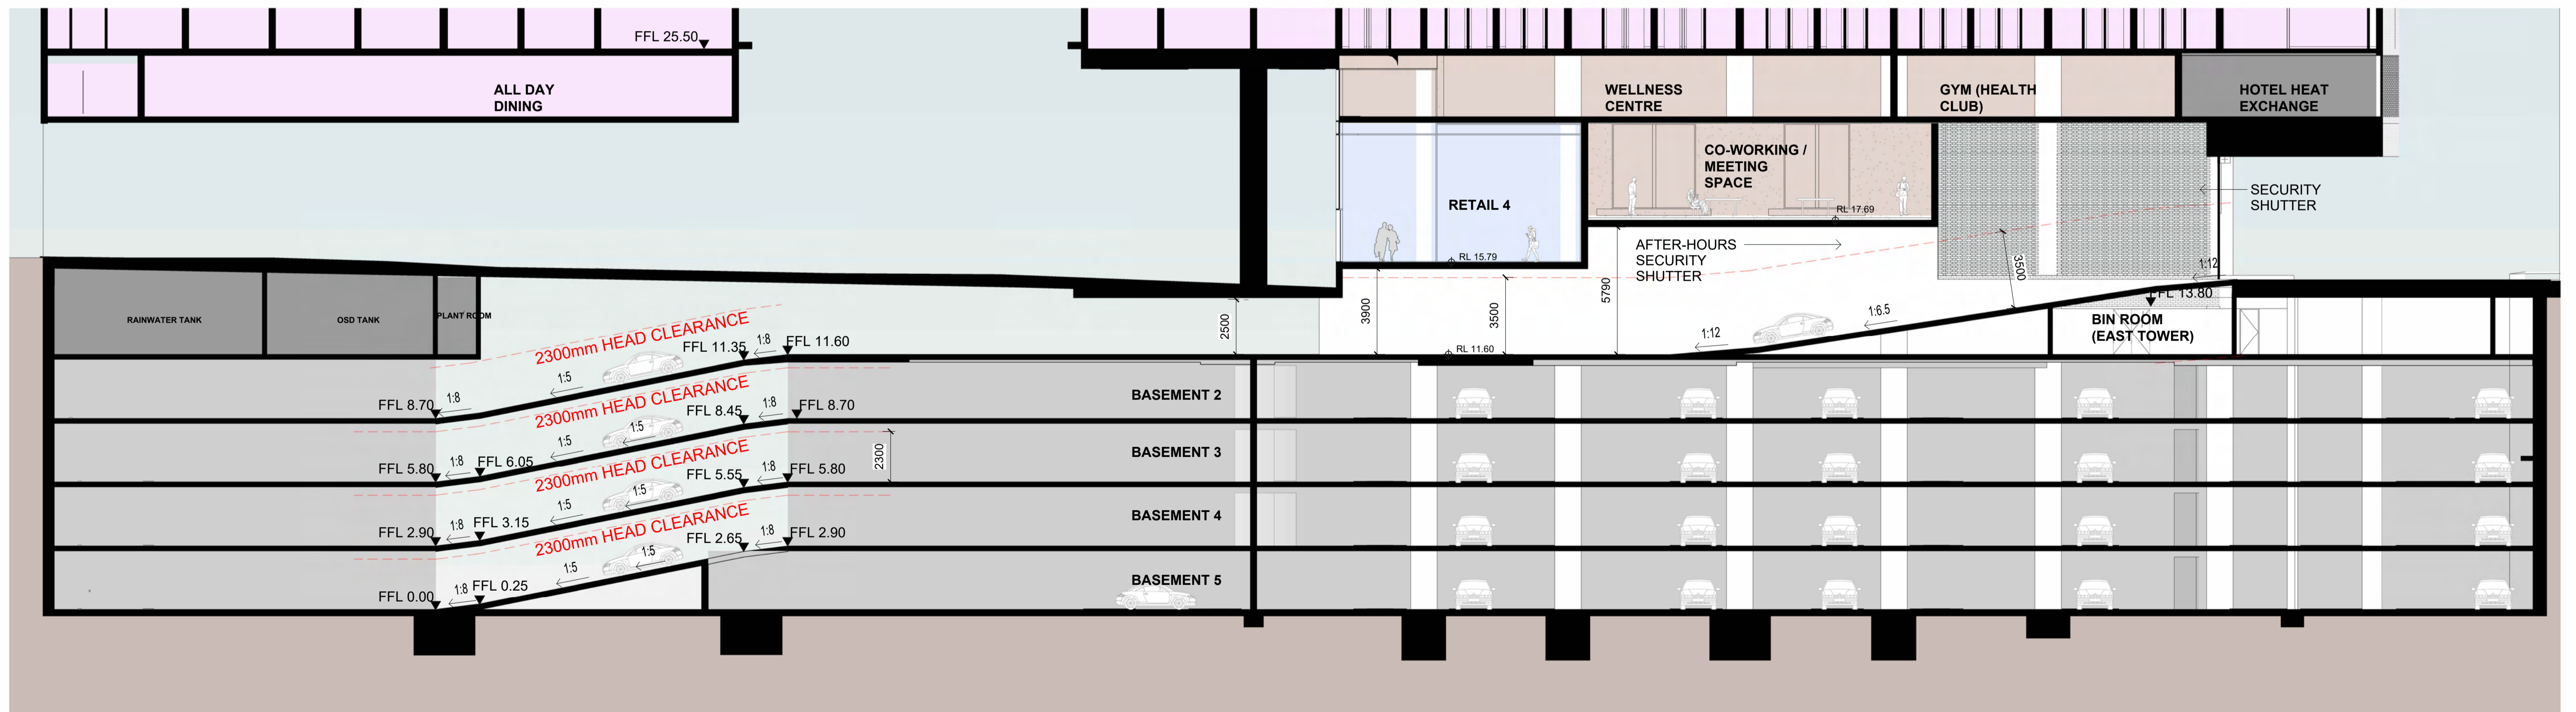 FFL 25.50
ALL DAY
DINING
WELLNESS
CENTRE
GYM (HEALTH
CLUB)
HOTEL HEAT
EXCHANGE
CO-WORKING /
MEETING
SPACE
RETAIL 4
RL 17.69
SECURITY
SHUTTER
AFTER-HOURS
SECURITY
SHUTTER
RL 15.79
3500
1:12
5790
3900
3500
2500
FFL 13.80
1:6.5
1:12
BIN ROOM
(EAST TOWER)
RL 11.60
RAINWATER TANK
OSD TANK
PLANT ROOM
2300mm HEAD CLEARANCE
FFL 11.35
1:8
FFL 11.60
1:5
FFL 8.70
1:8
2300mm HEAD CLEARANCE
FFL 8.45
1:8
FFL 8.70
BASEMENT 2
1:5
1:5
FFL 5.80
1:8
FFL 6.05
2300mm HEAD CLEARANCE
FFL 5.55
1:8
FFL 5.80
2300
BASEMENT 3
1:5
1:5
FFL 2.90
1:8
FFL 3.15
2300mm HEAD CLEARANCE
FFL 2.65
1:8
FFL 2.90
BASEMENT 4
1:5
1:5
FFL 0.00
1:8
FFL 0.25
BASEMENT 5